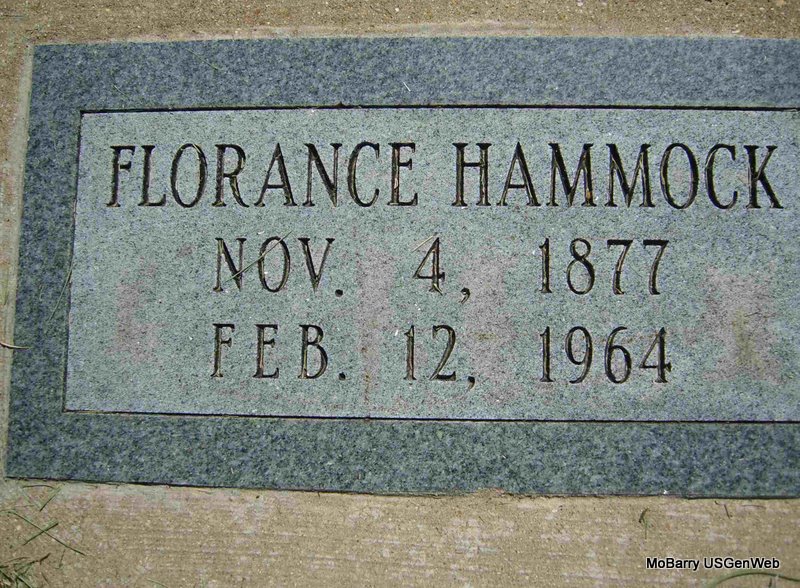 FLORANCE HAMMOCK
NOV. 4, 1877
FEB. 12, 1964
MoBarry USGenWeb